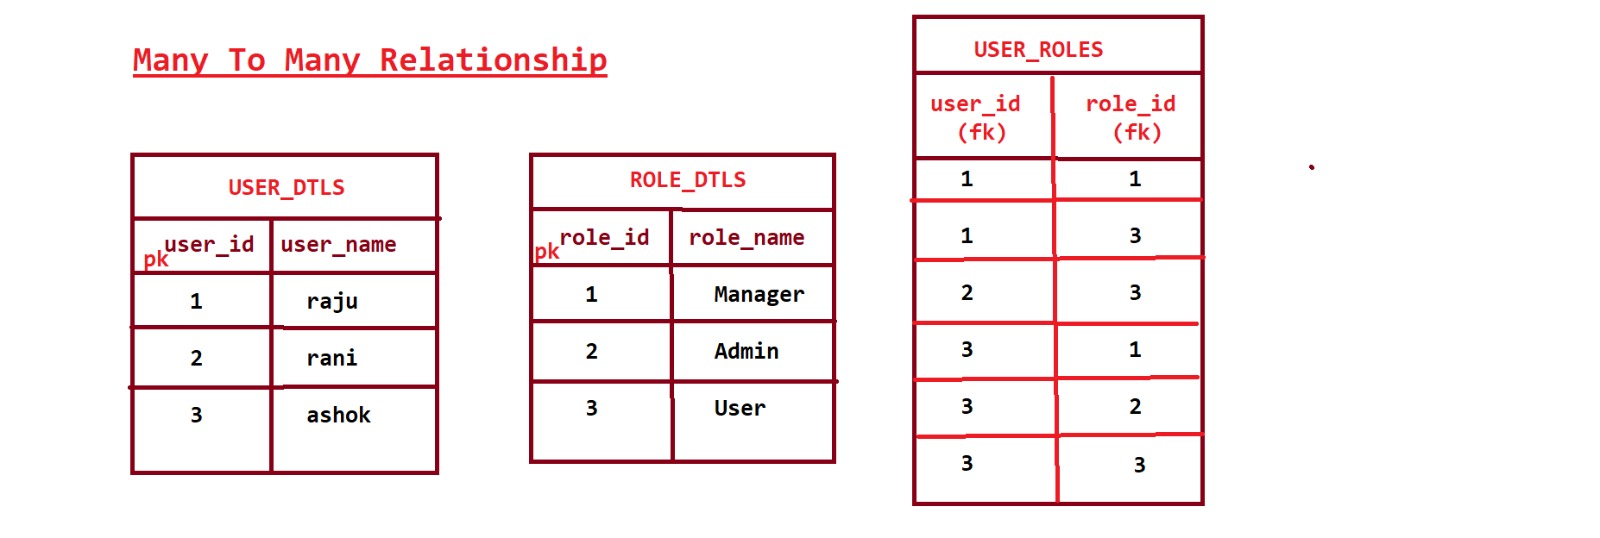 Many To Many Relationship
USER_DTLS
pk user_id user_name
1 raju
2 rani
3 ashok
ROLE_DTLS
pk role_id role_name
1 Manager
2 Admin
3 User
USER_ROLES
user_id role_id
(fk) (fk)
1 1
1 3
2 3
3 1
3 2
3 3